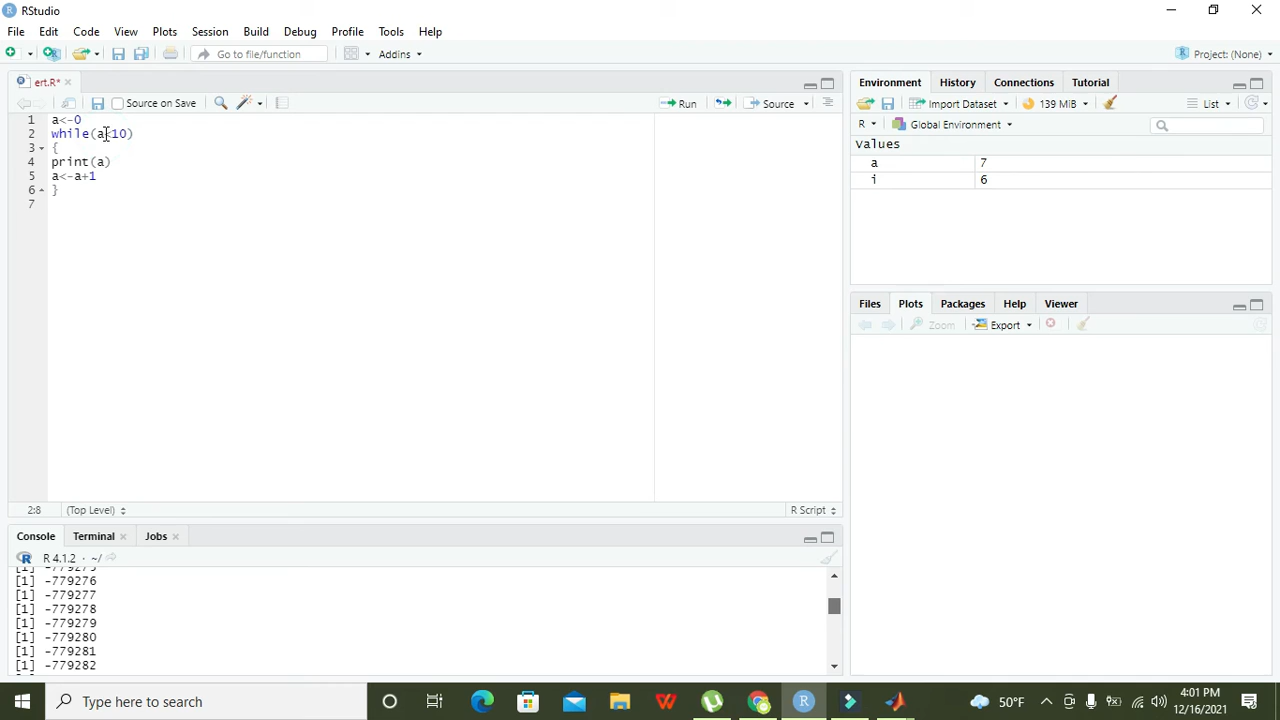 RStudio
File Edit Code View Plots Session Build Debug Profile Tools Help
Go to file/function Addins Project: (None)
ert.R*
Source on Save Run Source
1 a<-0
2 while(a<10)
3 {
4 print(a)
5 a<-a+1
6 }
7
2:8 (Top Level) R Script
Console Terminal Jobs
R 4.1.2 · ~/
[1] -779275
[1] -779276
[1] -779277
[1] -779278
[1] -779279
[1] -779280
[1] -779281
[1] -779282
Environment History Connections Tutorial
Import Dataset 139 MiB List
R Global Environment
Values
a 7
i 6
Files Plots Packages Help Viewer
Zoom Export
Type here to search
50°F
4:01 PM
12/16/2021